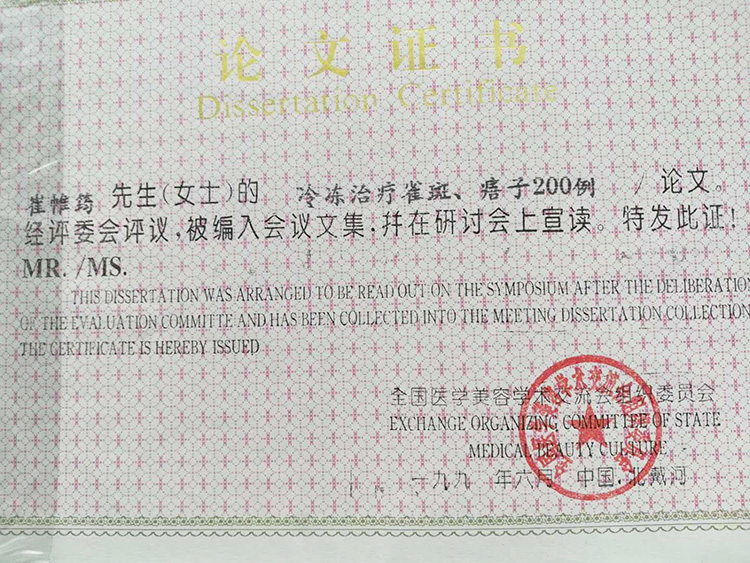 论文证书
Dissertation Certificate
崔帷筠 先生(女士)的 冷冻治疗雀斑、痦子200例 / 论文。
经评委会评议,被编入会议文集,并在研讨会上宣读。特发此证!
MR. /MS.
THIS DISSERTATION WAS ARRANGED TO BE READ OUT ON THE SYMPOSIUM AFTER THE DELIBERATION
OF THE EVALUATION COMMITTE AND HAS BEEN COLLECTED INTO THE MEETING DISSERTATION COLLECTION
THE CERTIFICATE IS HEREBY ISSUED
全国医学美容学术交流会组织委员会
EXCHANGE ORGANIZING COMMITTEE OF STATE
MEDICAL BEAUTY CULTURE
一九九 年六月 中国.北戴河